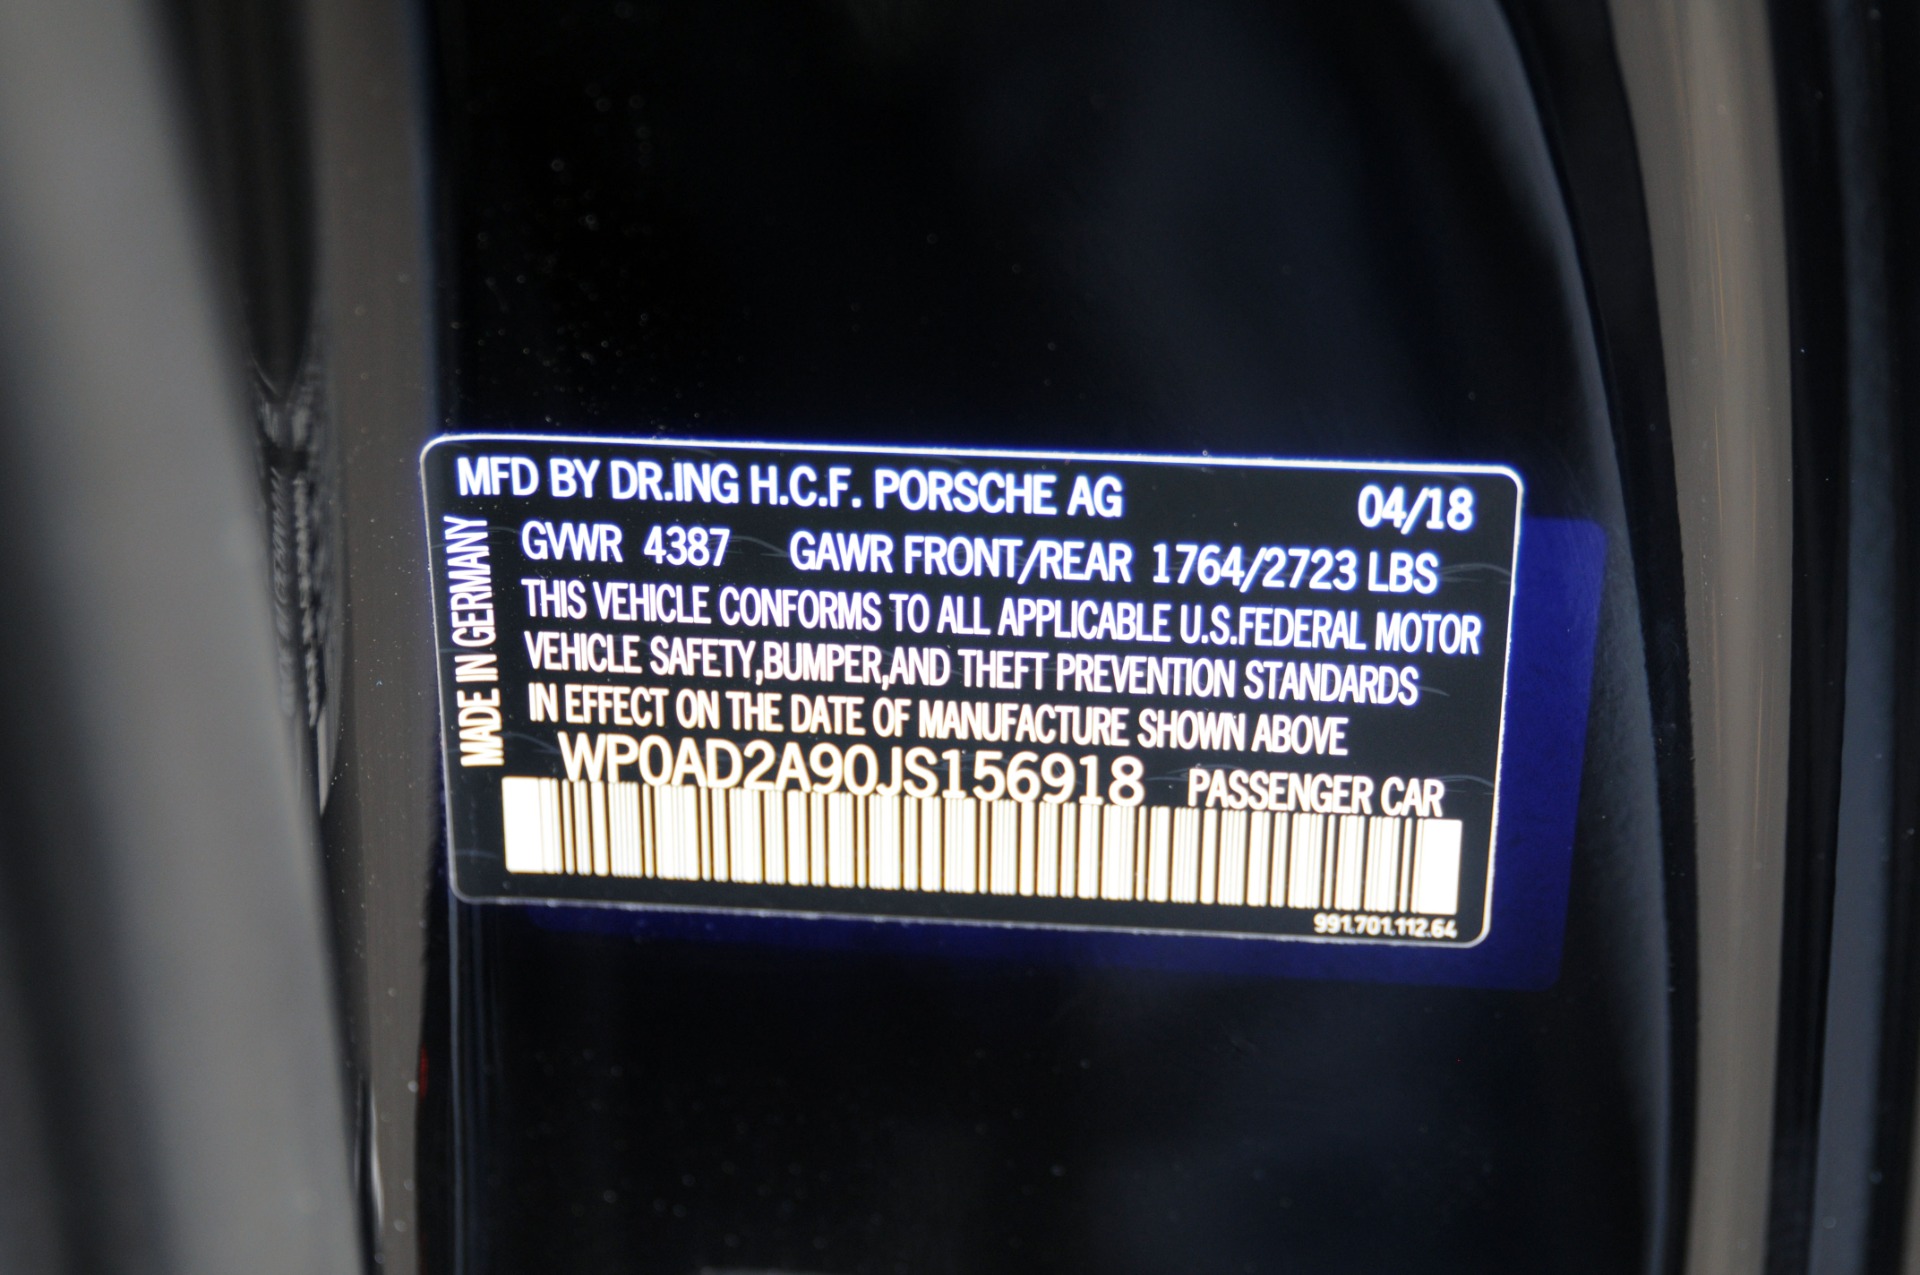 MFD BY DR.ING H.C.F. PORSCHE AG 04/18
GVWR 4387 GAWR FRONT/REAR 1764/2723 LBS
THIS VEHICLE CONFORMS TO ALL APPLICABLE U.S.FEDERAL MOTOR
VEHICLE SAFETY,BUMPER,AND THEFT PREVENTION STANDARDS
IN EFFECT ON THE DATE OF MANUFACTURE SHOWN ABOVE
WP0AD2A90JS156918 PASSENGER CAR
991.701.112.64
MADE IN GERMANY